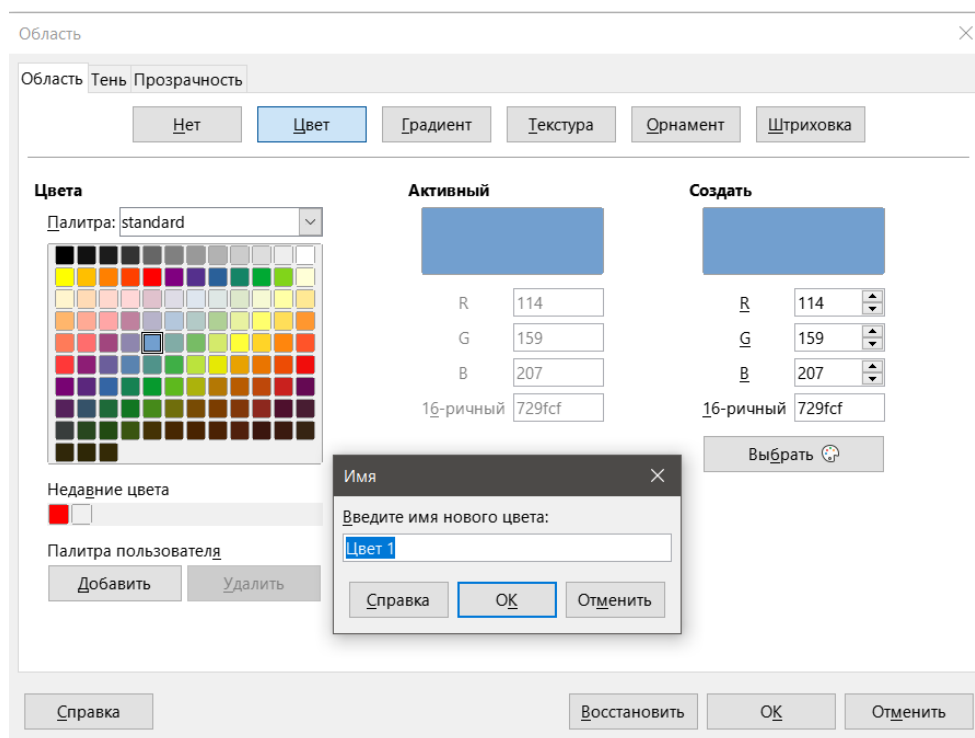 Область
Область Тень Прозрачность
Нет Цвет Градиент Текстура Орнамент Штриховка
Цвета Активный Создать
Палитра: standard
R 114 R 114
G 159 G 159
B 207 B 207
16-ричный 729fcf 16-ричный 729fcf
Выбрать
Имя
Недавние цвета
Введите имя нового цвета:
Цвет 1
Палитра пользователя
Добавить Удалить
Справка OK Отменить
Справка Восстановить OK Отменить